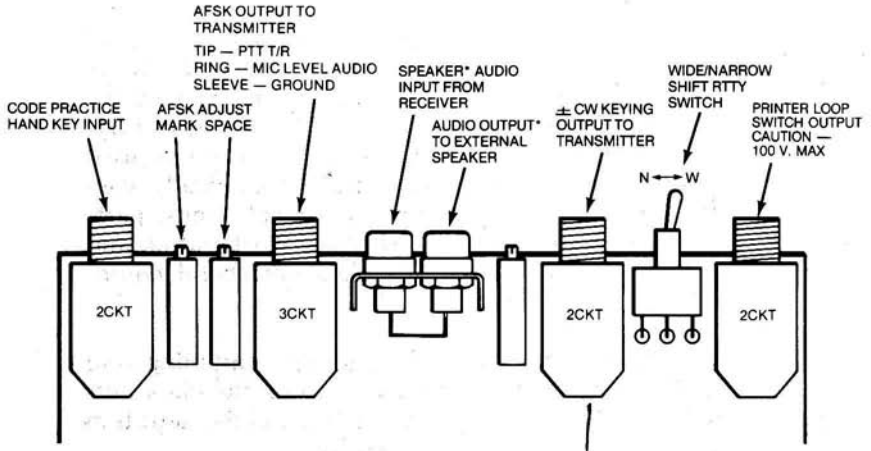 AFSK OUTPUT TO
TRANSMITTER
TIP — PTT T/R
RING — MIC LEVEL AUDIO
SLEEVE — GROUND
CODE PRACTICE
HAND KEY INPUT
AFSK ADJUST
MARK SPACE
SPEAKER* AUDIO
INPUT FROM
RECEIVER
AUDIO OUTPUT*
TO EXTERNAL
SPEAKER
± CW KEYING
OUTPUT TO
TRANSMITTER
WIDE/NARROW
SHIFT RTTY
SWITCH
N ↔ W
PRINTER LOOP
SWITCH OUTPUT
CAUTION —
100 V. MAX
2CKT
3CKT
2CKT
2CKT